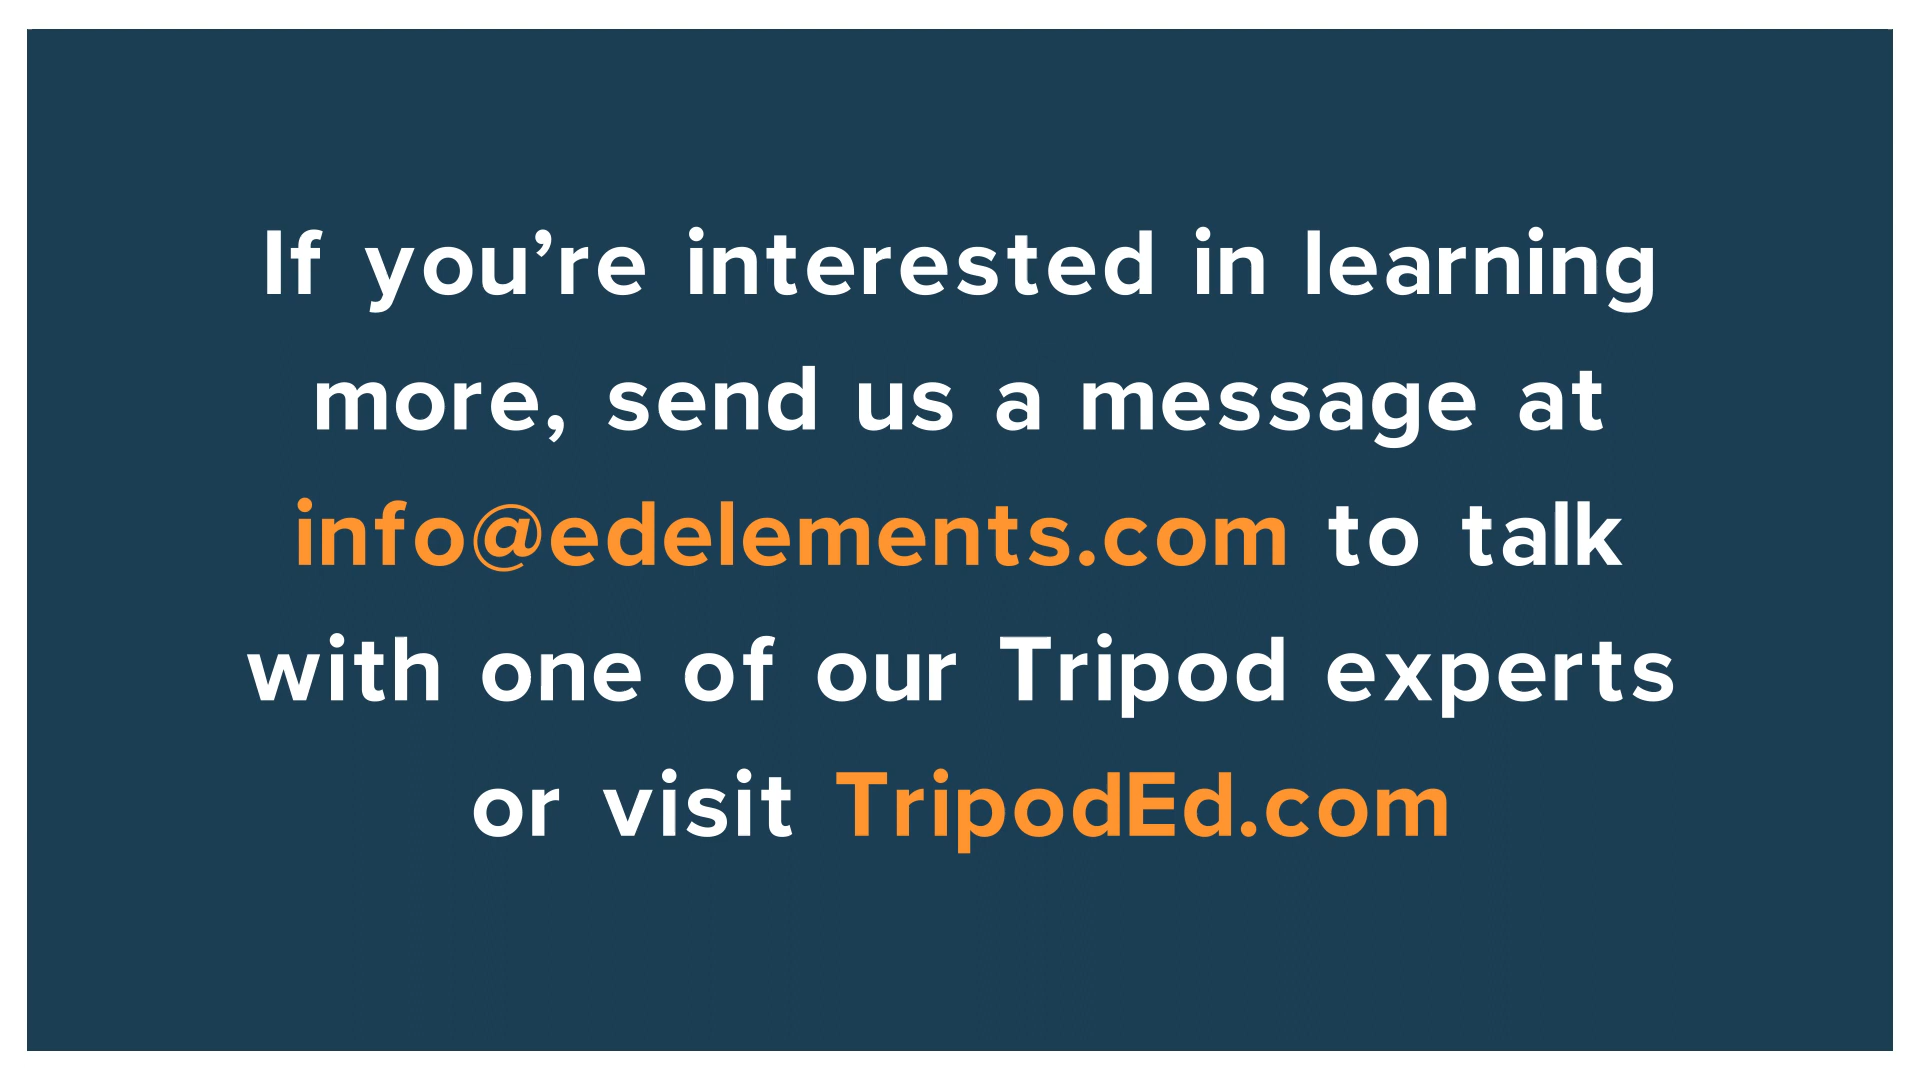 If you’re interested in learning
more, send us a message at
info@edelements.com to talk
with one of our Tripod experts
or visit TripodEd.com